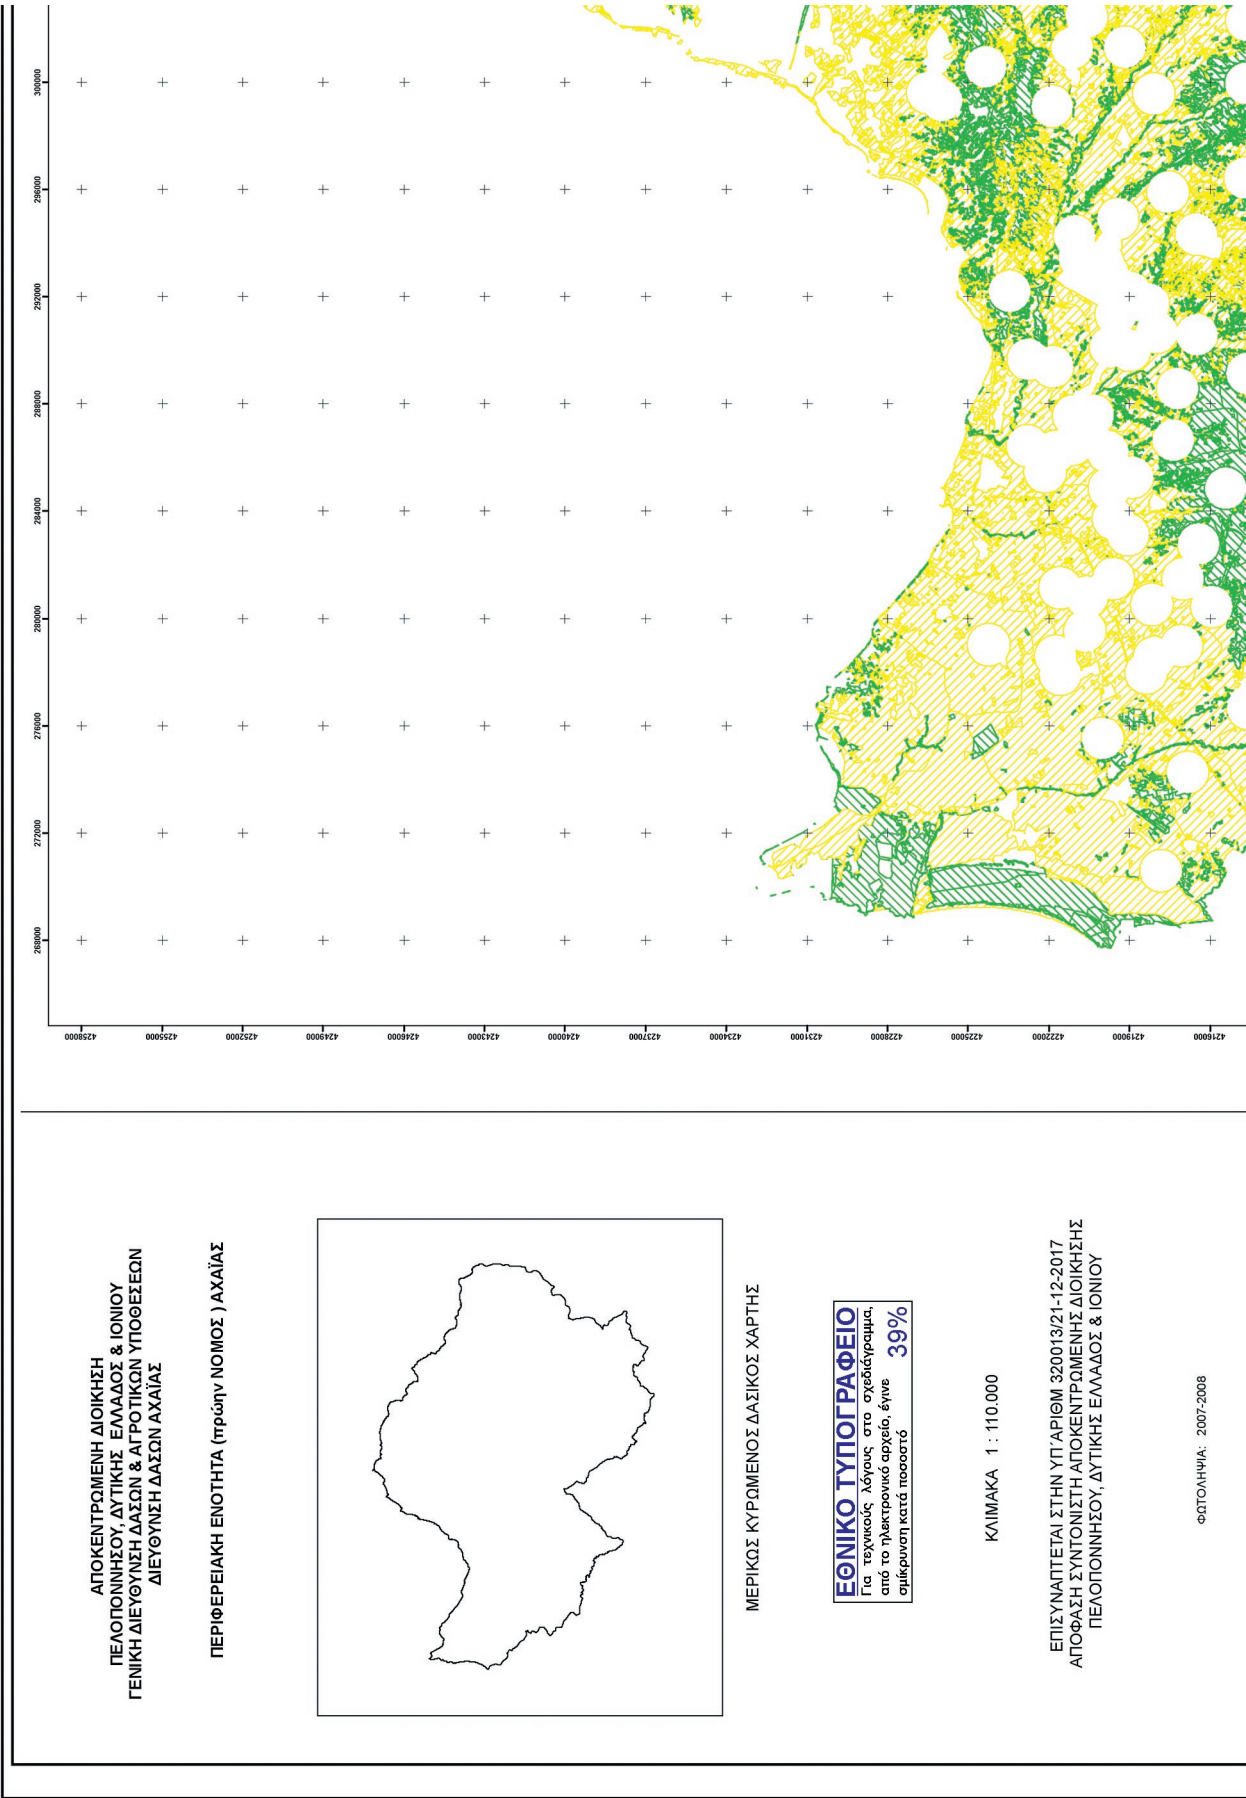 ΑΠΟΚΕΝΤΡΩΜΕΝΗ ΔΙΟΙΚΗΣΗ
ΠΕΛΟΠΟΝΝΗΣΟΥ, ΔΥΤΙΚΗΣ ΕΛΛΑΔΟΣ & ΙΟΝΙΟΥ
ΓΕΝΙΚΗ ΔΙΕΥΘΥΝΣΗ ΔΑΣΩΝ & ΑΓΡΟΤΙΚΩΝ ΥΠΟΘΕΣΕΩΝ
ΔΙΕΥΘΥΝΣΗ ΔΑΣΩΝ ΑΧΑΪΑΣ
ΠΕΡΙΦΕΡΕΙΑΚΗ ΕΝΟΤΗΤΑ (πρώην ΝΟΜΟΣ ) ΑΧΑΪΑΣ
ΜΕΡΙΚΩΣ ΚΥΡΩΜΕΝΟΣ ΔΑΣΙΚΟΣ ΧΑΡΤΗΣ
ΕΘΝΙΚΟ ΤΥΠΟΓΡΑΦΕΙΟ
Για τεχνικούς λόγους στο σχεδιάγραμμα,
από το ηλεκτρονικό αρχείο, έγινε
σμίκρυνση κατά ποσοστό 39%
ΚΛΙΜΑΚΑ 1 : 110.000
ΕΠΙΣΥΝΑΠΤΕΤΑΙ ΣΤΗΝ ΥΠ'ΑΡΙΘΜ 320013/21-12-2017
ΑΠΟΦΑΣΗ ΣΥΝΤΟΝΙΣΤΗ ΑΠΟΚΕΝΤΡΩΜΕΝΗΣ ΔΙΟΙΚΗΣΗΣ
ΠΕΛΟΠΟΝΝΗΣΟΥ, ΔΥΤΙΚΗΣ ΕΛΛΑΔΟΣ & ΙΟΝΙΟΥ
ΦΩΤΟΛΗΨΙΑ: 2007-2008
268000
272000
276000
280000
284000
288000
292000
296000
300000
4258000
4255000
4252000
4249000
4246000
4243000
4240000
4237000
4234000
4231000
4228000
4225000
4222000
4219000
4216000